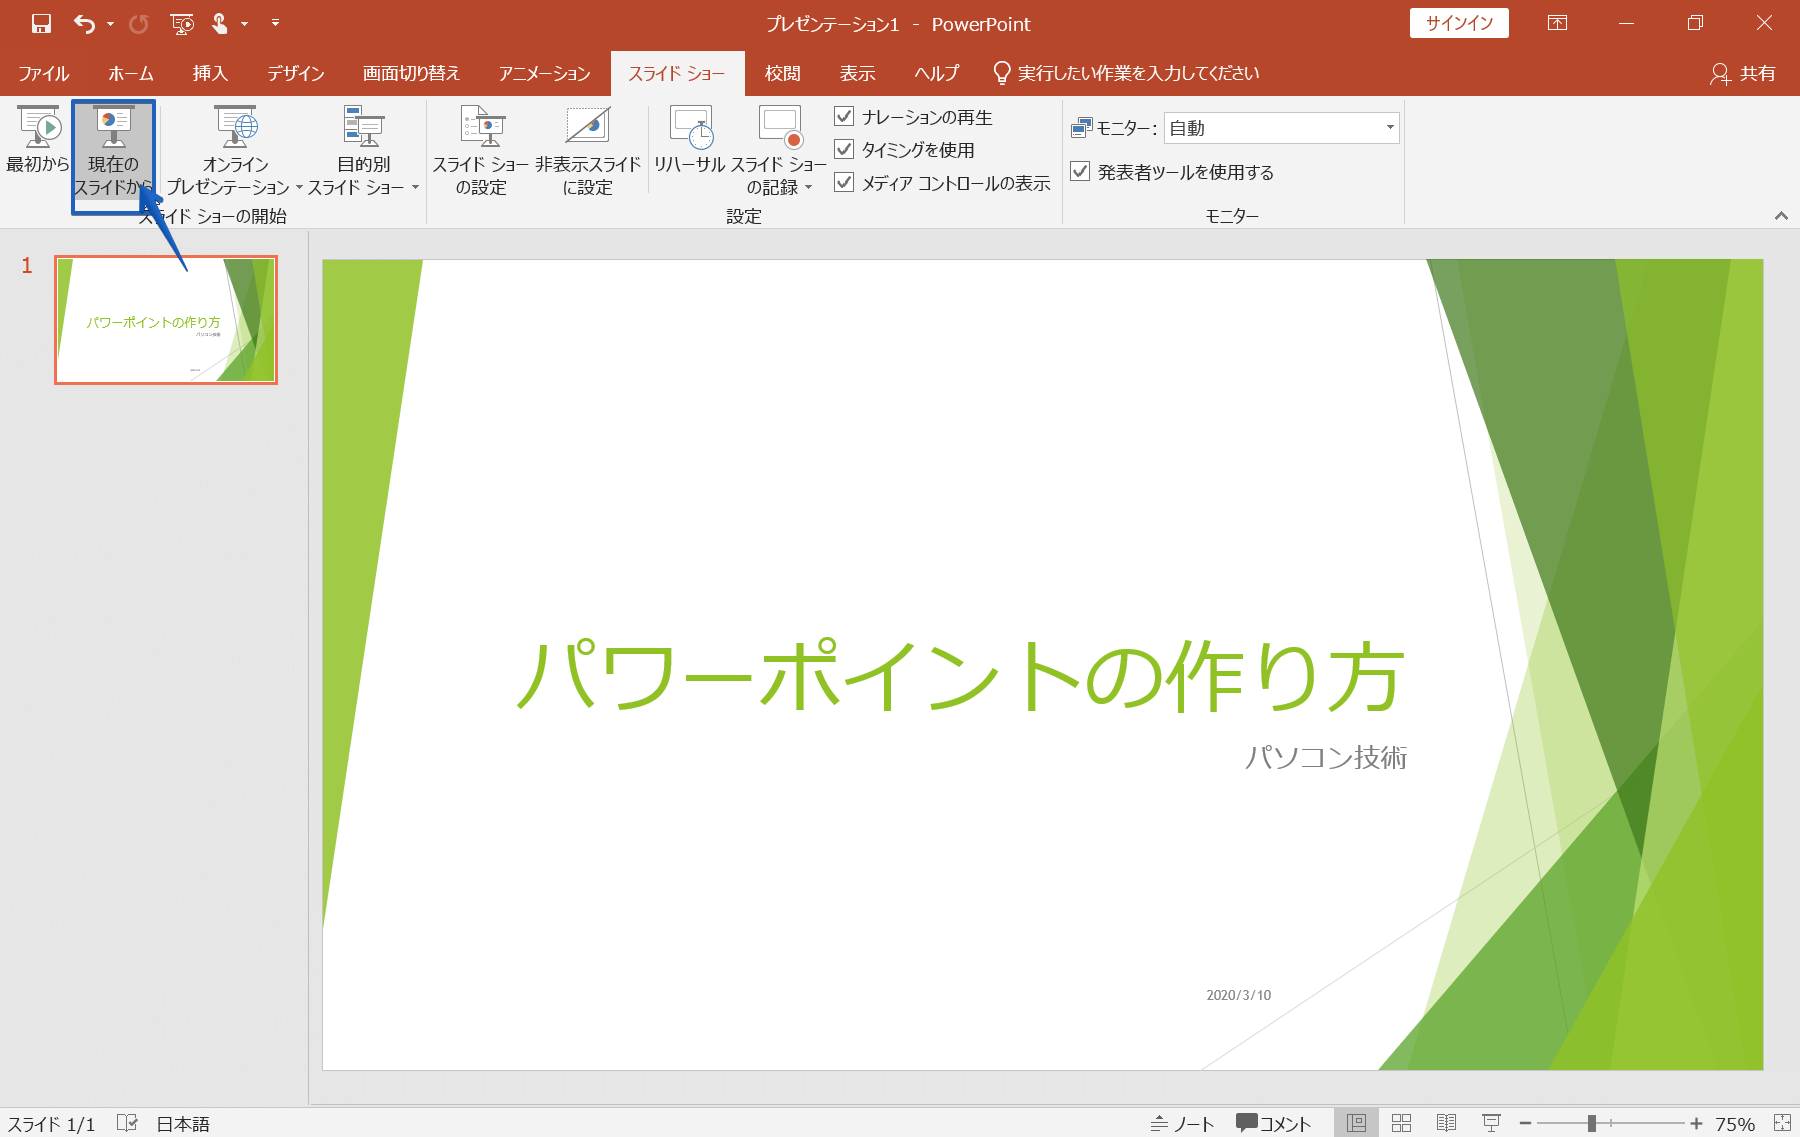 プレゼンテーション1 - PowerPoint
サインイン
ファイル ホーム 挿入 デザイン 画面切り替え アニメーション スライド ショー 校閲 表示 ヘルプ 実行したい作業を入力してください 共有
最初から
現在の
スライドから
オンライン
プレゼンテーション
目的別
スライド ショー
スライド ショーの開始
スライド ショー
の設定
非表示スライド
に設定
リハーサル
スライド ショー
の記録
ナレーションの再生
タイミングを使用
メディア コントロールの表示
設定
モニター: 自動
発表者ツールを使用する
モニター
1
パワーポイントの作り方
パソコン技術
パワーポイントの作り方
パソコン技術
2020/3/10
スライド 1/1 日本語 ノート コメント 75%